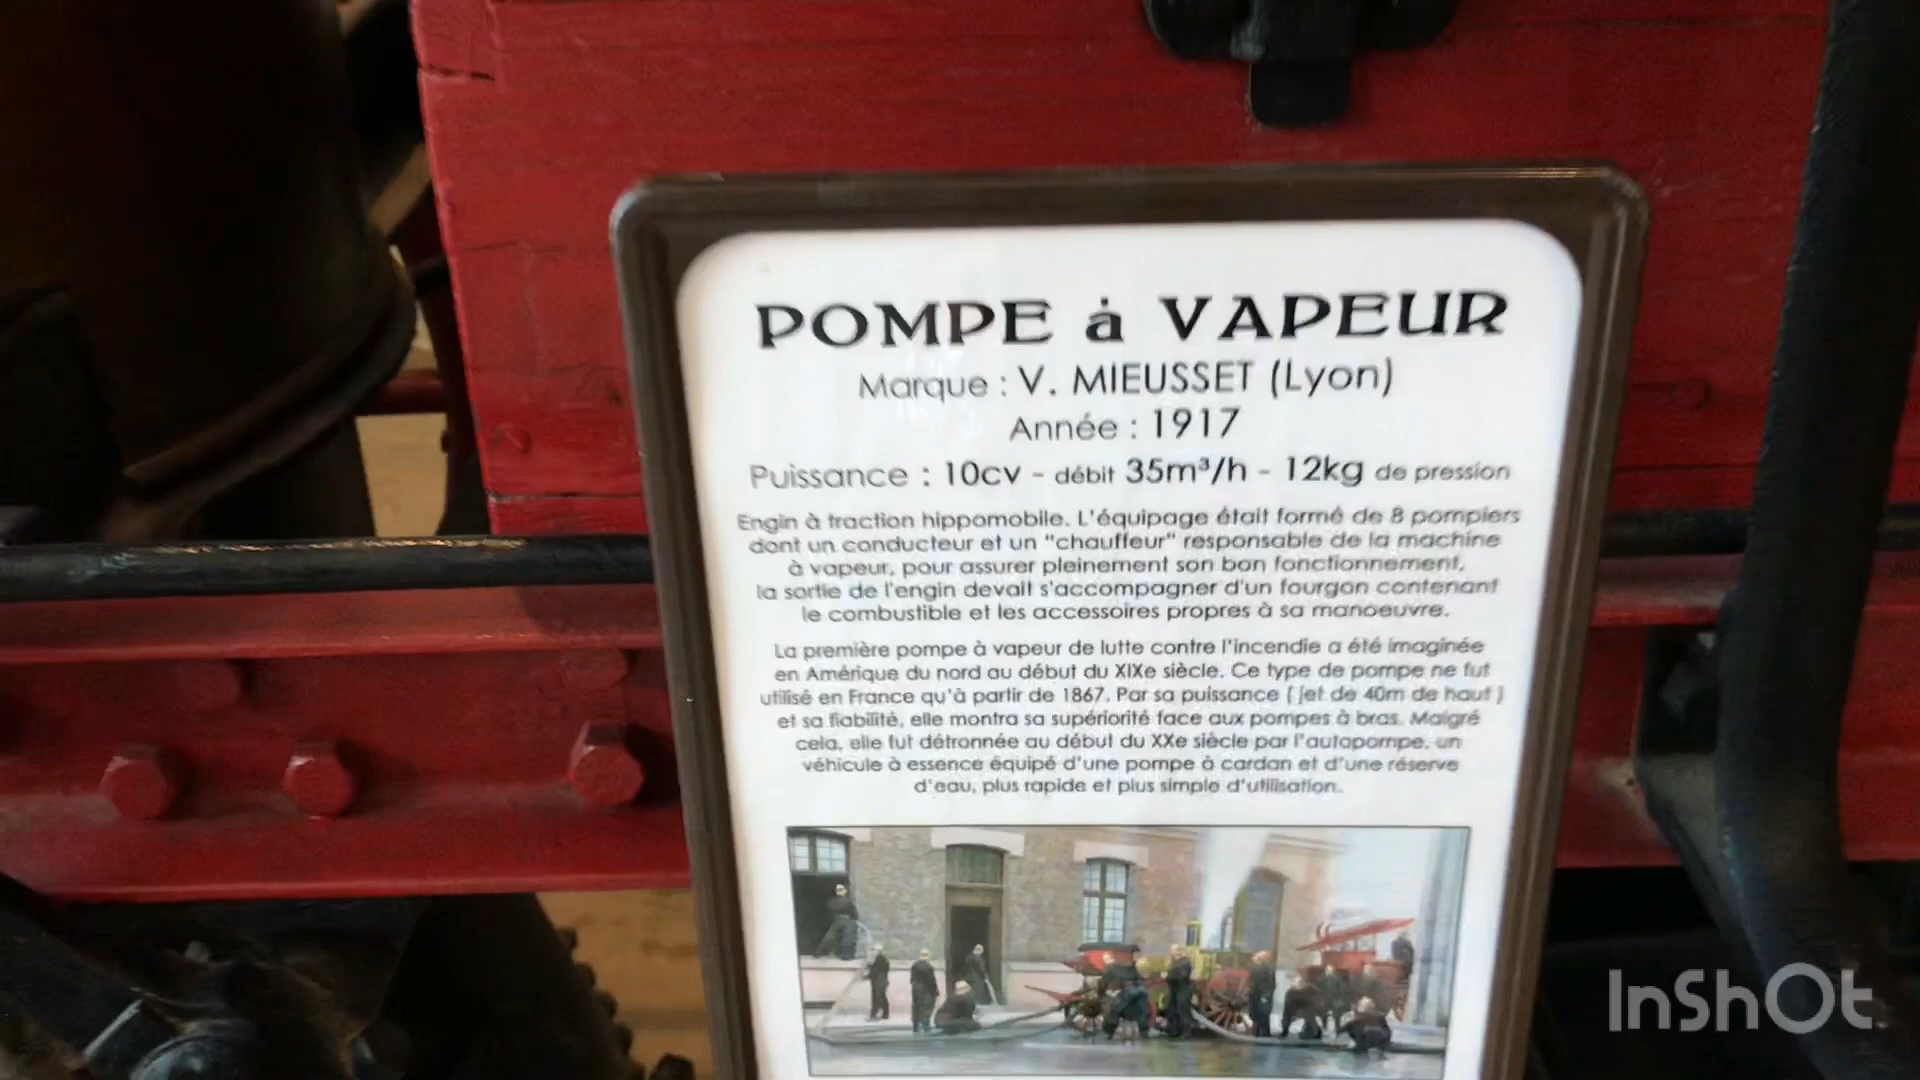 POMPE à VAPEUR
Marque : V. MIEUSSET (Lyon)
Année : 1917
Puissance : 10cv - débit 35m³/h - 12kg de pression
Engin à traction hippomobile. L'équipage était formé de 8 pompiers
dont un conducteur et un "chauffeur" responsable de la machine
à vapeur, pour assurer pleinement son bon fonctionnement,
la sortie de l'engin devait s'accompagner d'un fourgon contenant
le combustible et les accessoires propres à sa manoeuvre.
La première pompe à vapeur de lutte contre l'incendie a été imaginée
en Amérique du nord au début du XIXe siècle. Ce type de pompe ne fut
utilisé en France qu'à partir de 1867. Par sa puissance ( jet de 40m de haut )
et sa fiabilité, elle montra sa supériorité face aux pompes à bras. Malgré
cela, elle fut détronnée au début du XXe siècle par l'autopompe, un
véhicule à essence équipé d'une pompe à cardan et d'une réserve
d'eau, plus rapide et plus simple d'utilisation.
InShOt